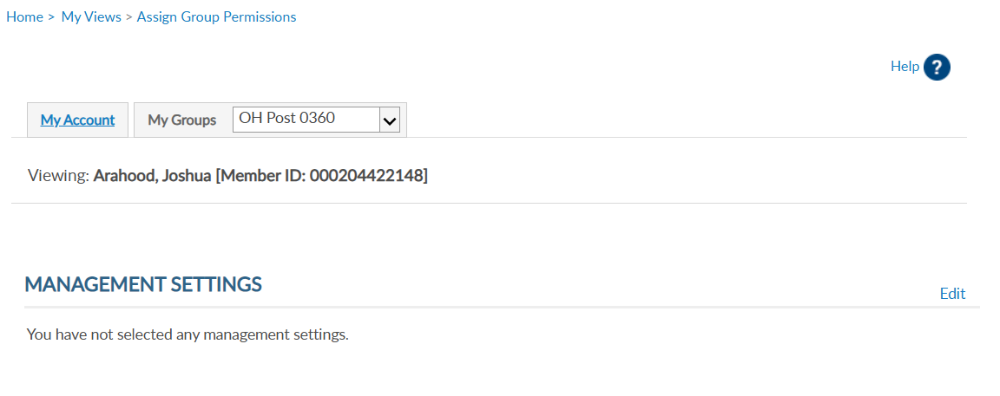 Home > My Views > Assign Group Permissions
Help ?
My Account My Groups OH Post 0360
Viewing: Arahood, Joshua [Member ID: 000204422148]
MANAGEMENT SETTINGS
Edit
You have not selected any management settings.